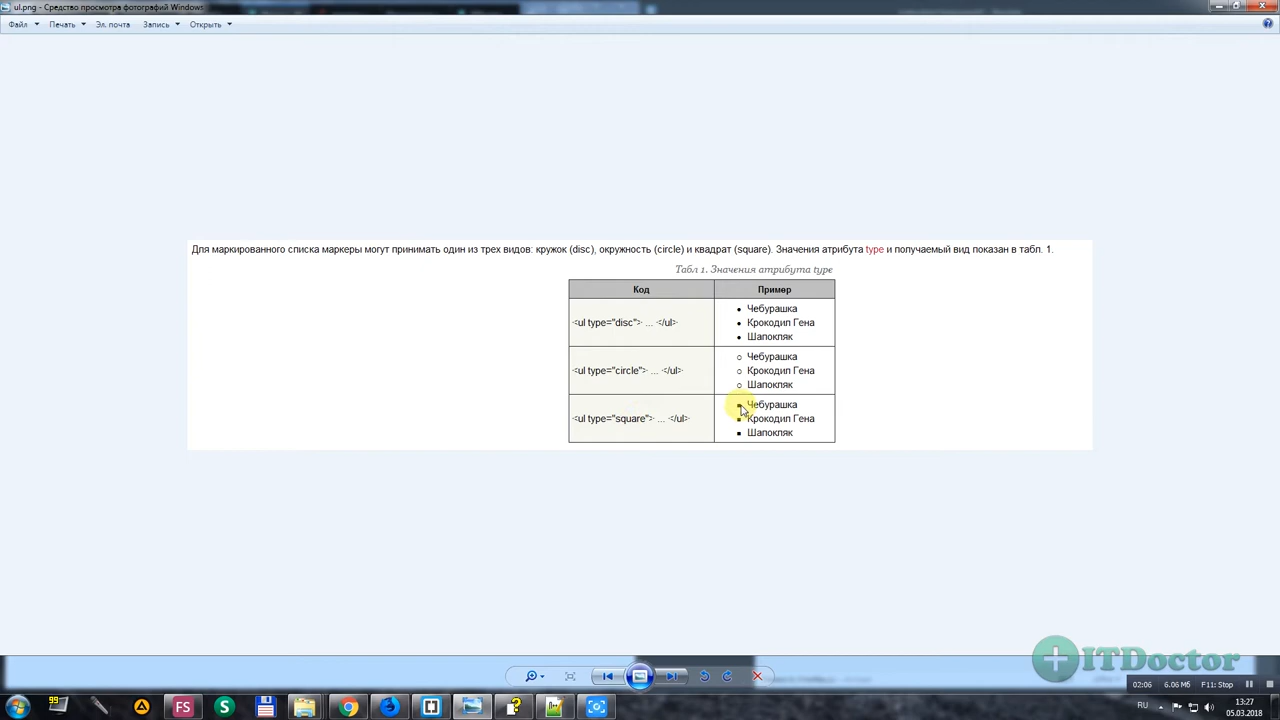 ul.png - Средство просмотра фотографий Windows
Файл Печать Эл. почта Запись Открыть
Для маркированного списка маркеры могут принимать один из трех видов: кружок (disc), окружность (circle) и квадрат (square). Значения атрибута type и получаемый вид показан в табл. 1.
Табл 1. Значения атрибута type
Код Пример
<ul type="disc"> ... </ul>
Чебурашка
Крокодил Гена
Шапокляк
<ul type="circle"> ... </ul>
Чебурашка
Крокодил Гена
Шапокляк
<ul type="square"> ... </ul>
Чебурашка
Крокодил Гена
Шапокляк
ITDoctor
02:06 6.06 Мб F11: Stop
99
FS
S
RU
13:27
05.03.2018